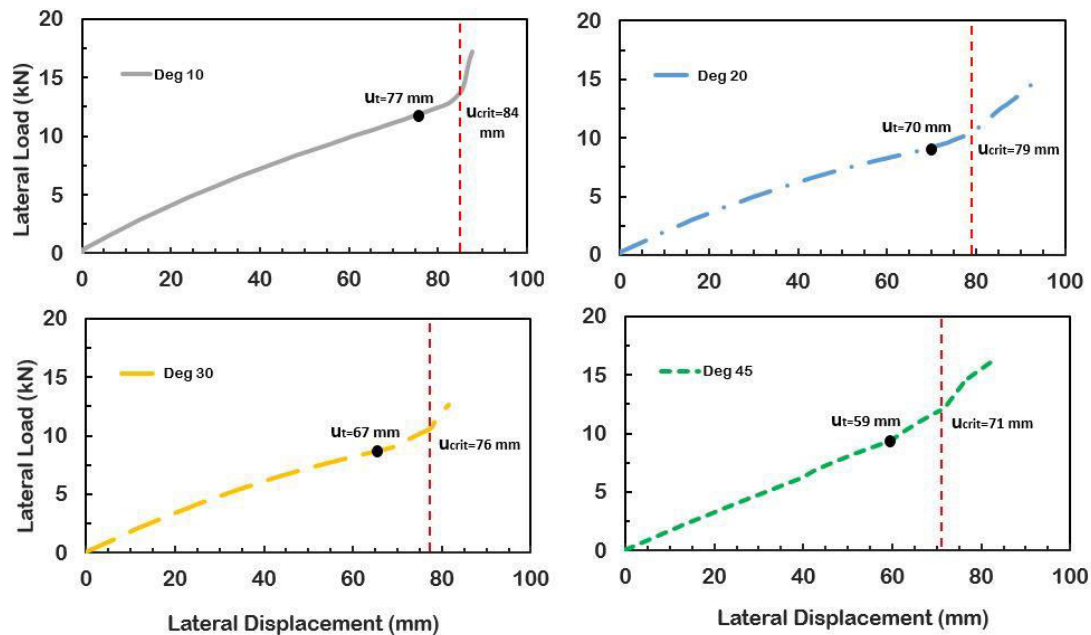 20
15
10
5
0
Lateral Load (kN)
Deg 10
ut=77 mm
ucrit=84
mm
0
20
40
60
80
100
20
15
10
5
0
Deg 20
ut=70 mm
ucrit=79 mm
0
20
40
60
80
100
20
15
10
5
0
Lateral Load (kN)
Deg 30
ut=67 mm
ucrit=76 mm
0
20
40
60
80
100
Lateral Displacement (mm)
20
15
10
5
0
Deg 45
ut=59 mm
ucrit=71 mm
0
20
40
60
80
100
Lateral Displacement (mm)